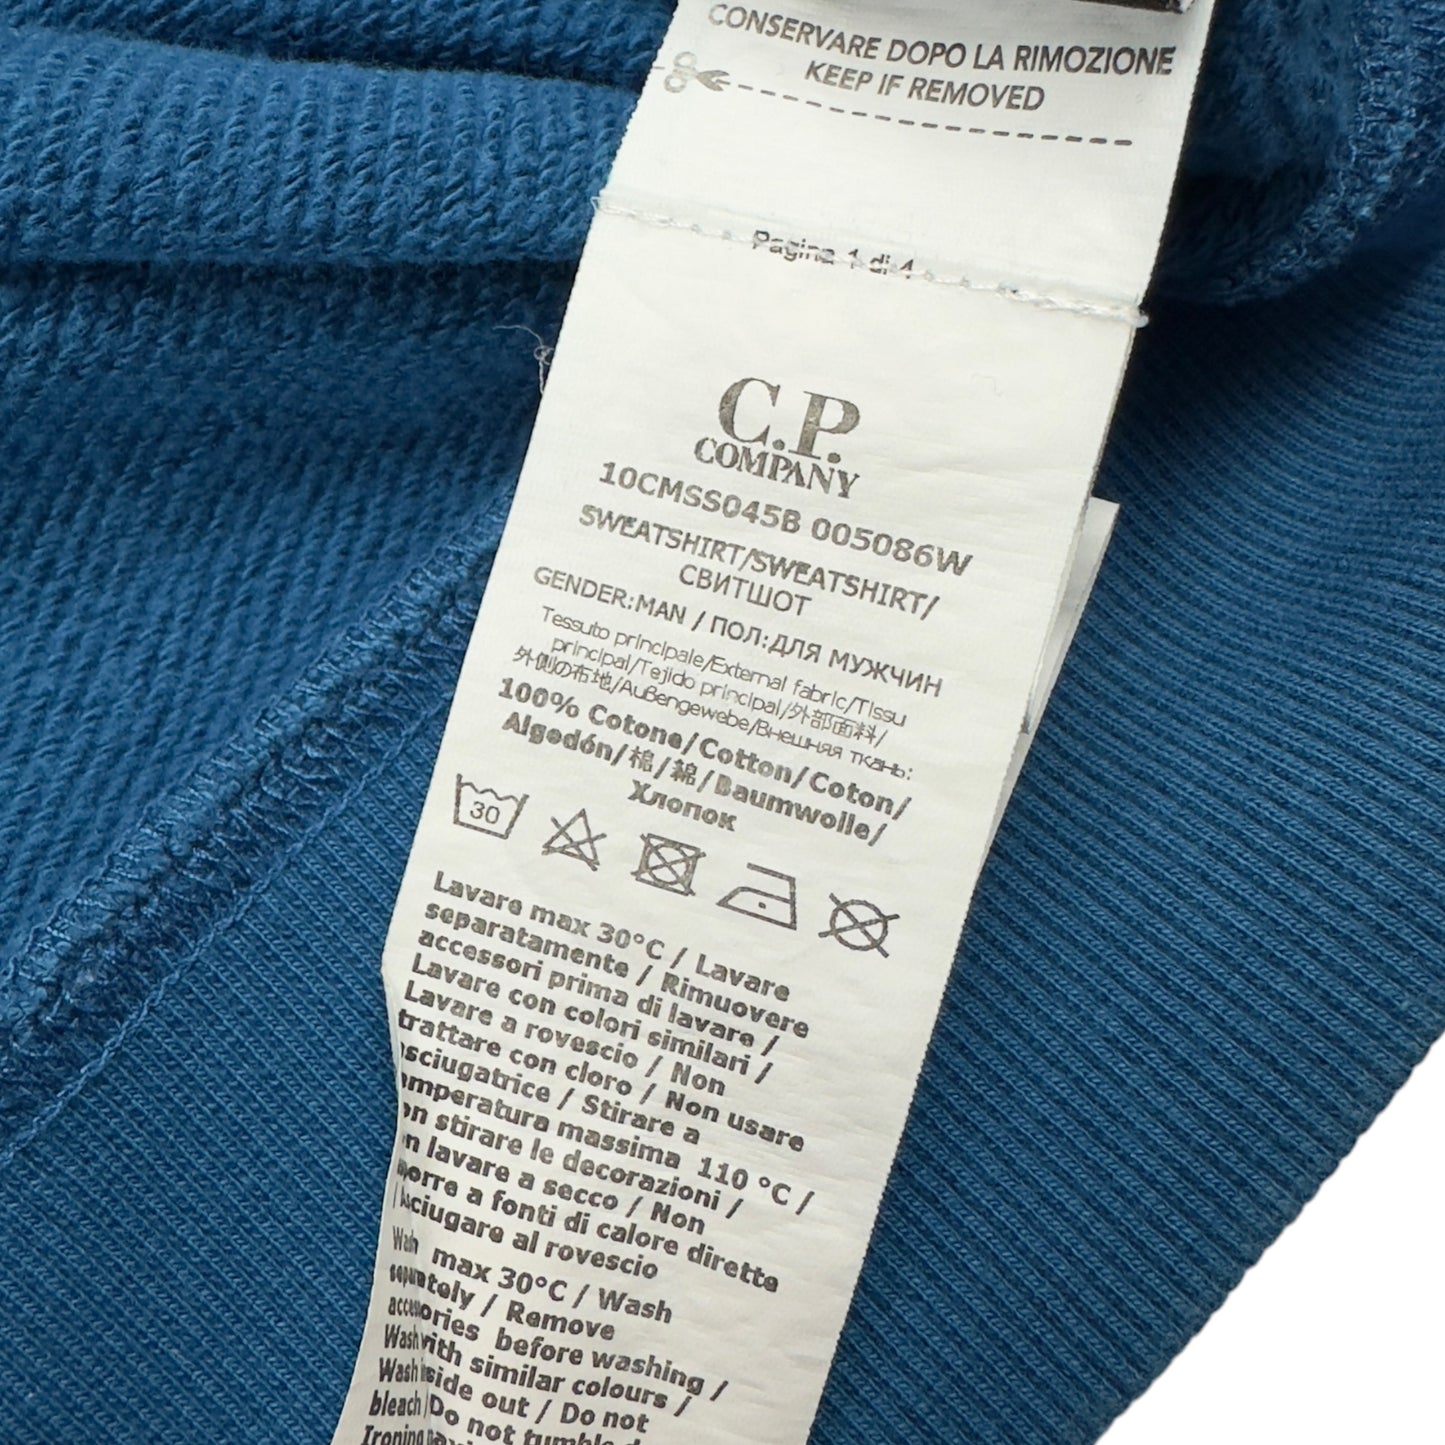 CONSERVARE DOPO LA RIMOZIONE
KEEP IF REMOVED
Pagina 1 di 4
C.P.
COMPANY
10CMSS045B 005086W
SWEATSHIRT/SWEATSHIRT/
СВИТШОТ
GENDER:MAN / ПОЛ:ДЛЯ МУЖЧИН
Tessuto principale/External fabric/Tissu
principal/Tejido principal/外部面料/
外側の布地/Außengewebe/Внешняя ткань:
100% Cotone/Cotton/Coton/
Algodón/棉/綿/Baumwolle/
Хлопок
30
Lavare max 30°C / Lavare
separatamente / Rimuovere
accessori prima di lavare /
Lavare con colori similari /
Lavare a rovescio / Non
trattare con cloro / Non usare
asciugatrice / Stirare a
emperatura massima 110 °C /
on stirare le decorazioni /
n lavare a secco / Non
porre a fonti di calore dirette
/ Asciugare al rovescio
Wash max 30°C / Wash
separately / Remove
accessories before washing /
Wash with similar colours /
Wash inside out / Do not
bleach / Do not tumble d
Ironing